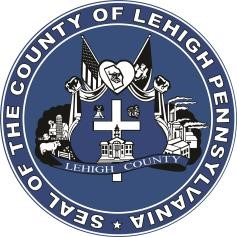 SEAL OF THE COUNTY OF LEHIGH PENNSYLVANIA
LEHIGH COUNTY